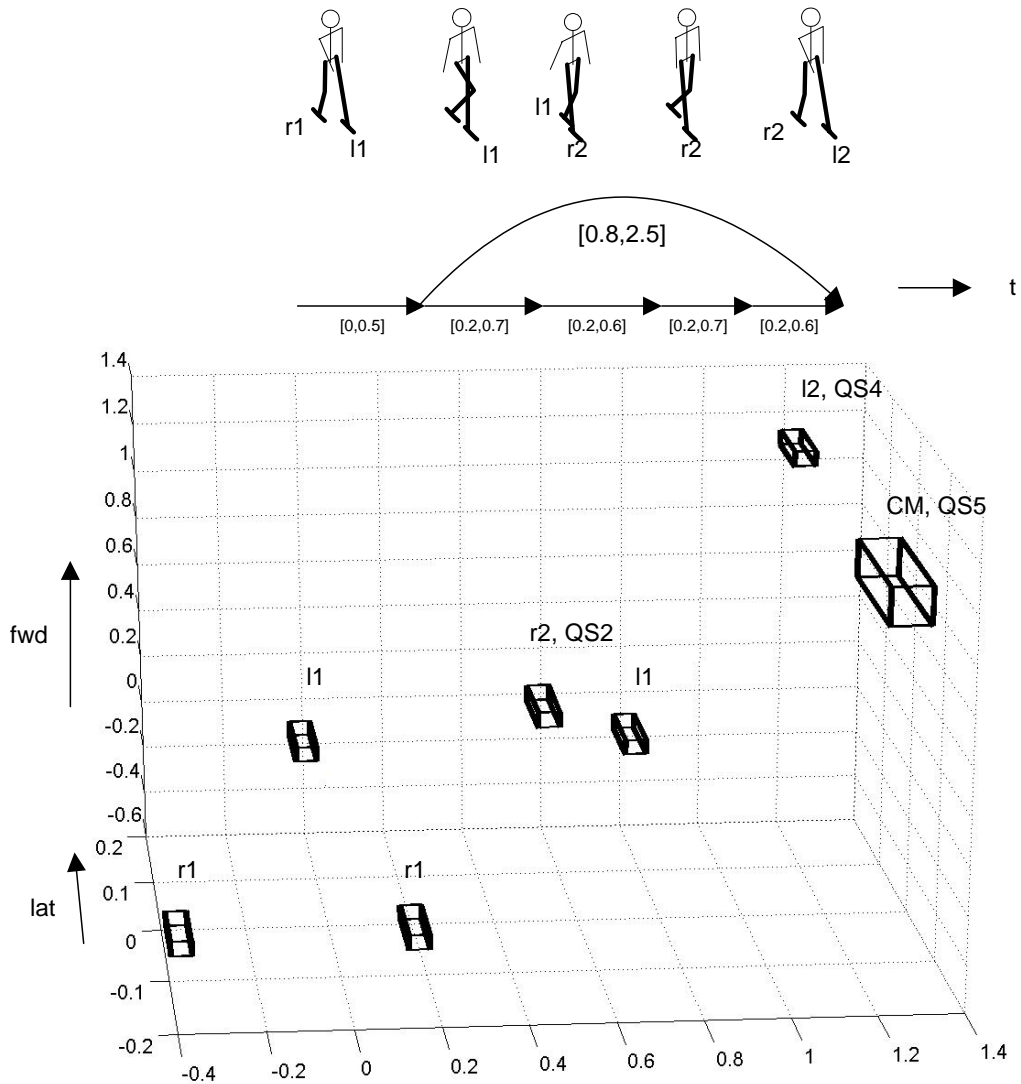 r1 l1 l1 l1 r2 r2 r2 l2
[0.8,2.5]
t
[0,0.5] [0.2,0.7] [0.2,0.6] [0.2,0.7] [0.2,0.6]
1.4
l2, QS4
1.2
1
CM, QS5
0.8
0.6
0.4
fwd
r2, QS2
0.2
l1
l1
0
-0.2
-0.4
-0.6
0.2
r1
r1
0.1
lat
0
-0.1
-0.2
-0.4 -0.2 0 0.2 0.4 0.6 0.8 1 1.2 1.4